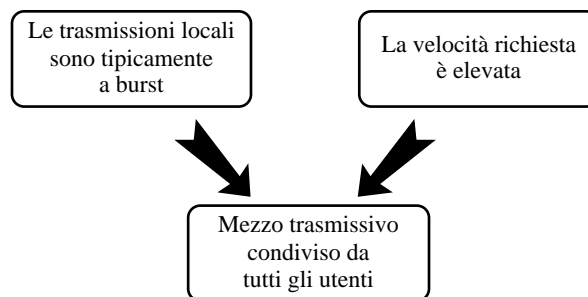 Le trasmissioni locali
sono tipicamente
a burst
La velocità richiesta
è elevata
Mezzo trasmissivo
condiviso da
tutti gli utenti